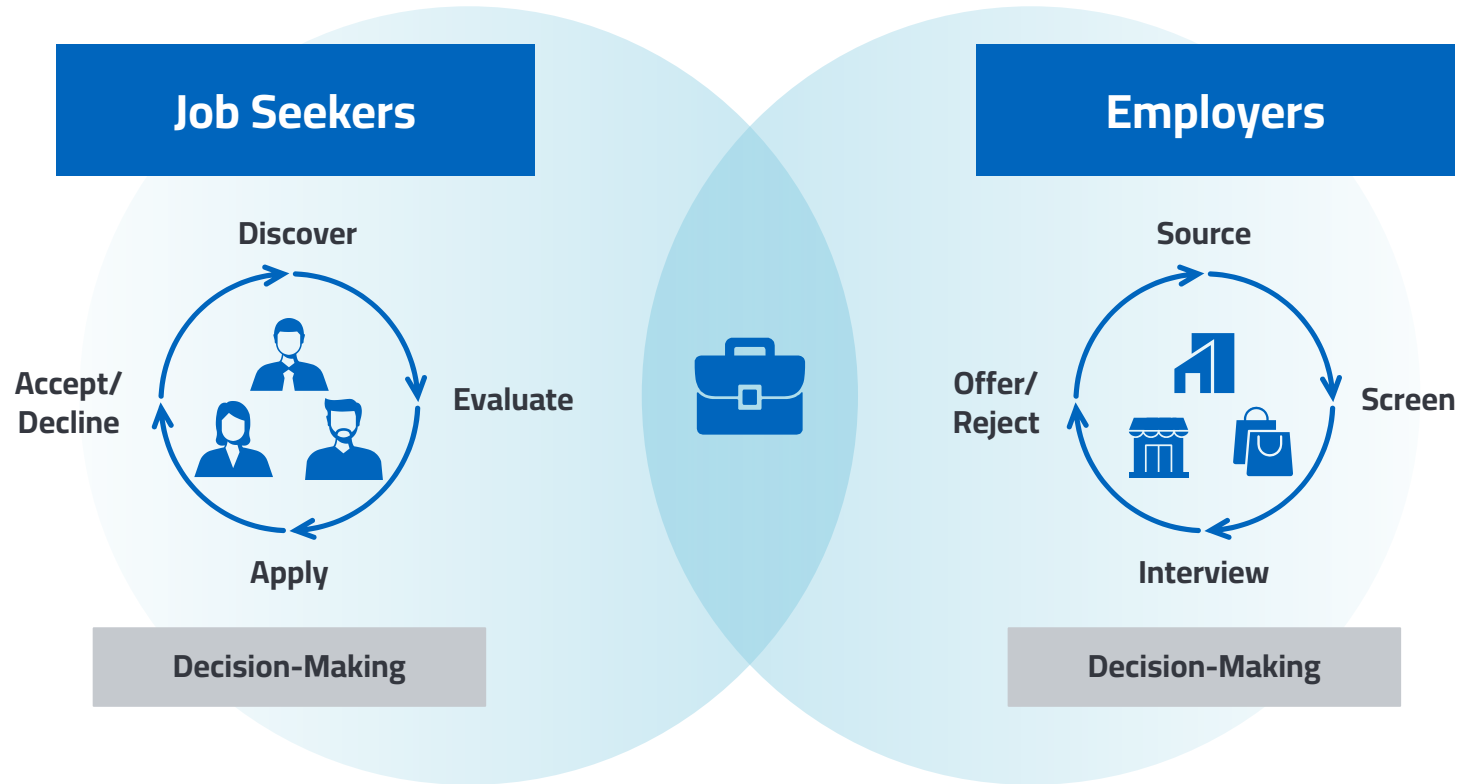 Job Seekers
Discover
Accept/
Decline
Evaluate
Apply
Decision-Making
Employers
Source
Offer/
Reject
Screen
Interview
Decision-Making